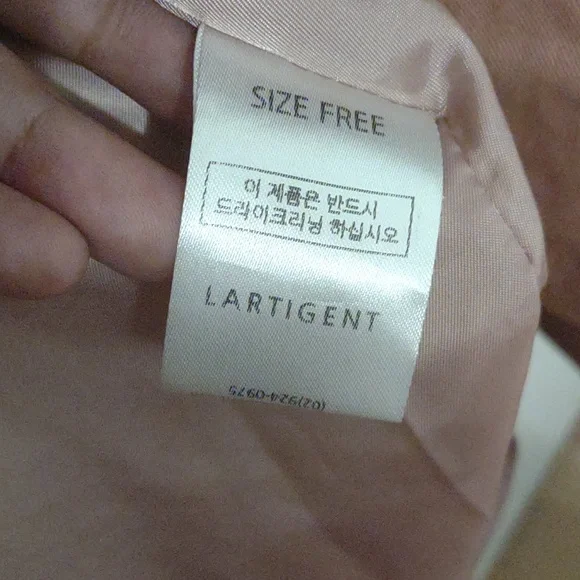 SIZE FREE
이 제품은 반드시
드라이크리닝 하십시오
LARTIGENT
(02)924-0975